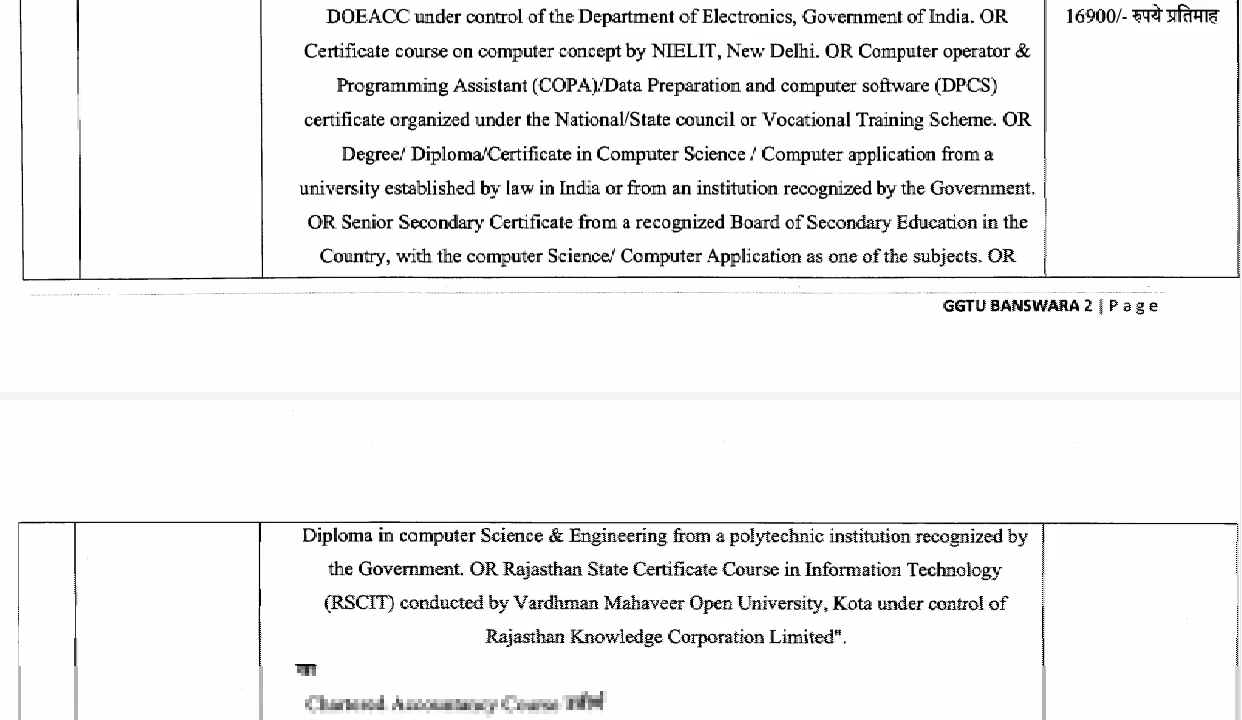 DOEACC under control of the Department of Electronics, Government of India. OR
16900/- रुपये प्रतिमाह
Certificate course on computer concept by NIELIT, New Delhi. OR Computer operator &
Programming Assistant (COPA)/Data Preparation and computer software (DPCS)
certificate organized under the National/State council or Vocational Training Scheme. OR
Degree/ Diploma/Certificate in Computer Science / Computer application from a
university established by law in India or from an institution recognized by the Government.
OR Senior Secondary Certificate from a recognized Board of Secondary Education in the
Country, with the computer Science/ Computer Application as one of the subjects. OR
GGTU BANSWARA 2 | P a g e
Diploma in computer Science & Engineering from a polytechnic institution recognized by
the Government. OR Rajasthan State Certificate Course in Information Technology
(RSCIT) conducted by Vardhman Mahaveer Open University, Kota under control of
Rajasthan Knowledge Corporation Limited".
Chartered Accountancy Course